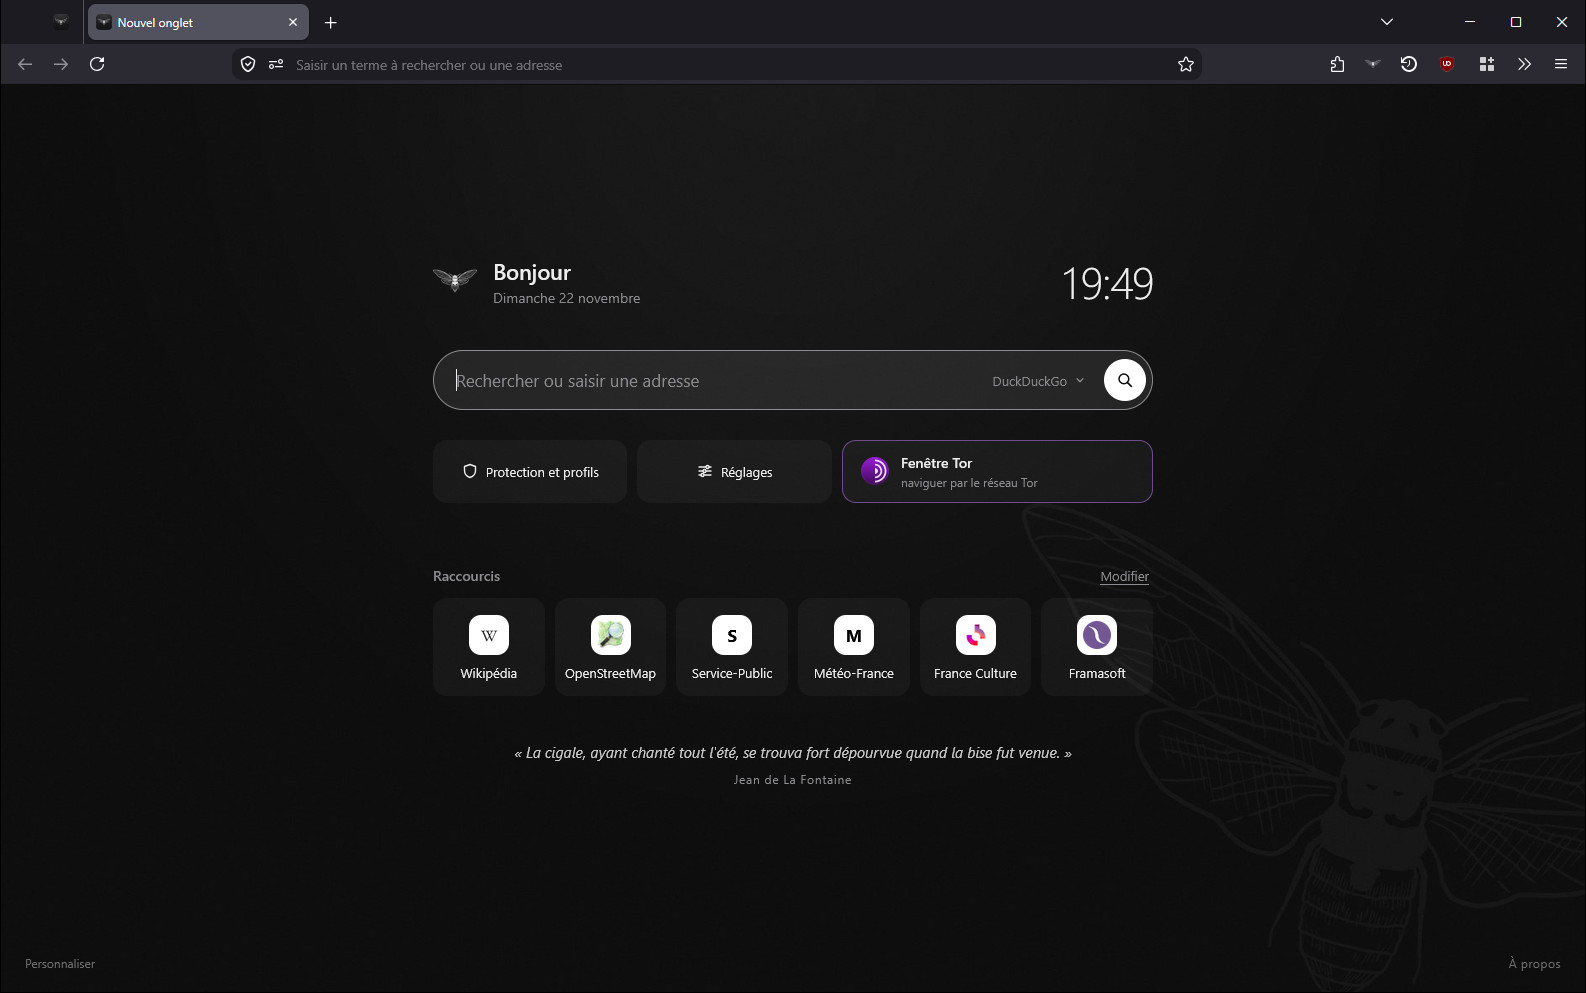 Nouvel onglet
Saisir un terme à rechercher ou une adresse
Bonjour
Dimanche 22 novembre
19:49
Rechercher ou saisir une adresse
DuckDuckGo
Protection et profils
Réglages
Fenêtre Tor
naviguer par le réseau Tor
Raccourcis
Modifier
W
S
M
Wikipédia
OpenStreetMap
Service-Public
Météo-France
France Culture
Framasoft
« La cigale, ayant chanté tout l'été, se trouva fort dépourvue quand la bise fut venue. »
Jean de La Fontaine
Personnaliser
À propos